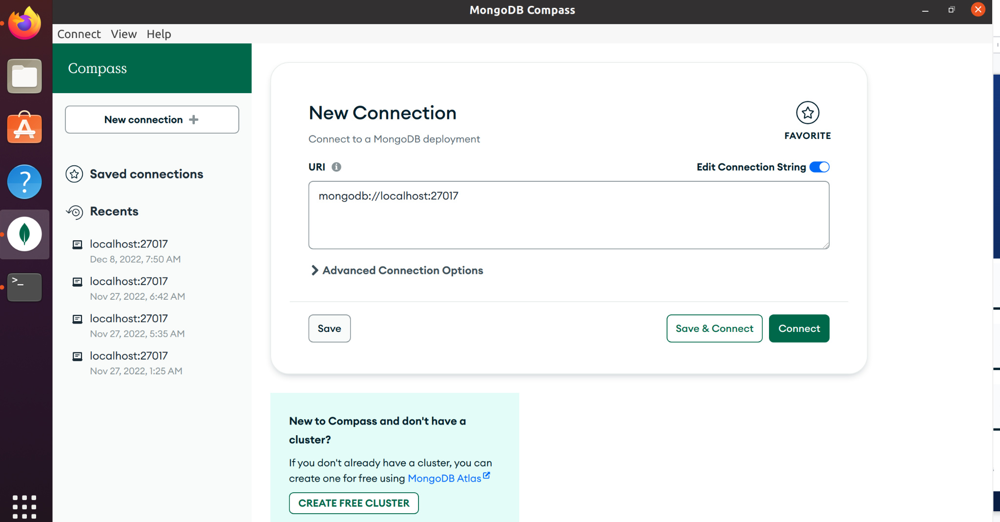 MongoDB Compass
Connect View Help
Compass
New connection
Saved connections
Recents
localhost:27017
Dec 8, 2022, 7:50 AM
localhost:27017
Nov 27, 2022, 6:42 AM
localhost:27017
Nov 27, 2022, 5:35 AM
localhost:27017
Nov 27, 2022, 1:25 AM
New Connection
FAVORITE
Connect to a MongoDB deployment
URI
Edit Connection String
mongodb://localhost:27017
Advanced Connection Options
Save
Save & Connect
Connect
New to Compass and don't have a
cluster?
If you don't already have a cluster, you can
create one for free using MongoDB Atlas
CREATE FREE CLUSTER